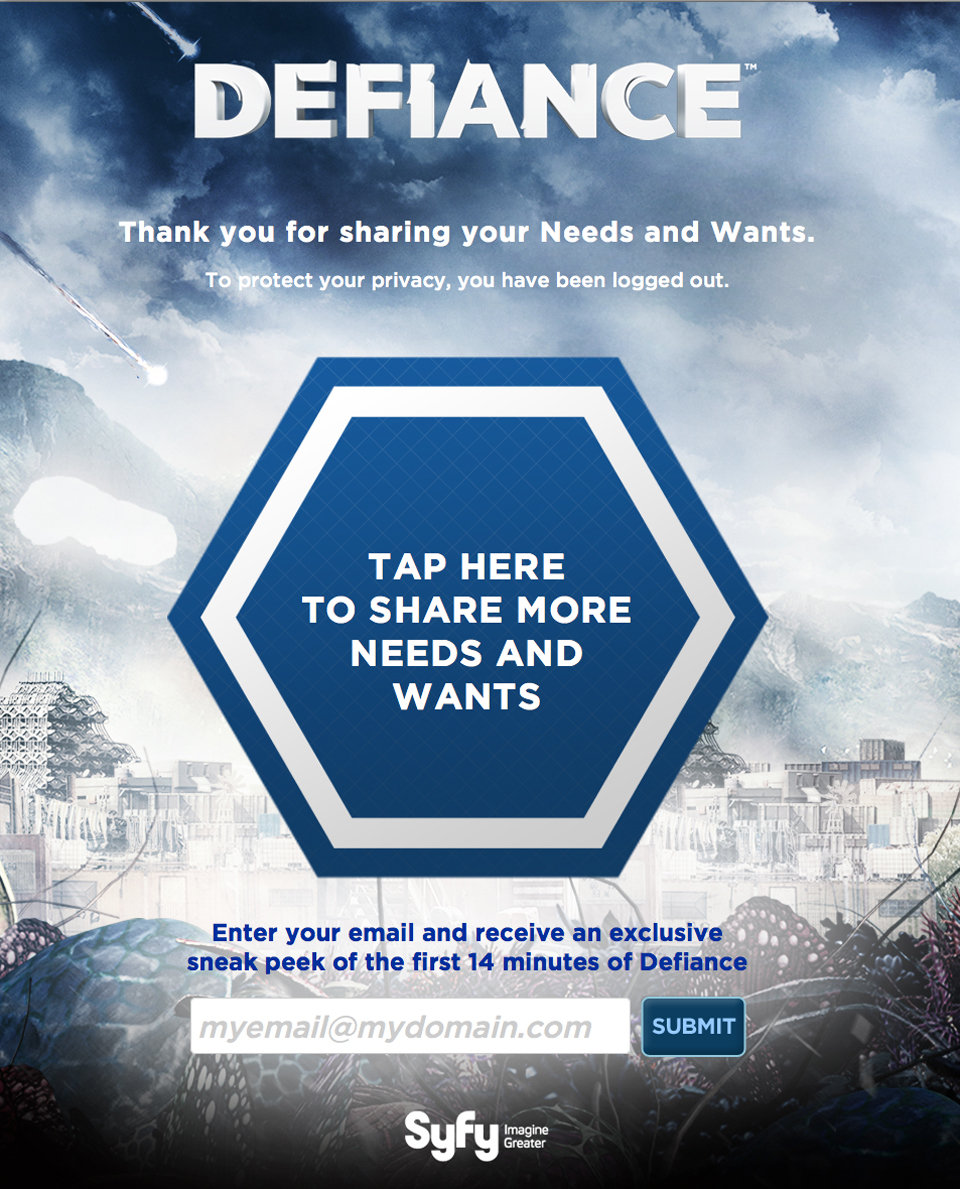 DEFIANCE™
Thank you for sharing your Needs and Wants.
To protect your privacy, you have been logged out.
TAP HERE
TO SHARE MORE
NEEDS AND
WANTS
Enter your email and receive an exclusive
sneak peek of the first 14 minutes of Defiance
myemail@mydomain.com
SUBMIT
Syfy Imagine
Greater